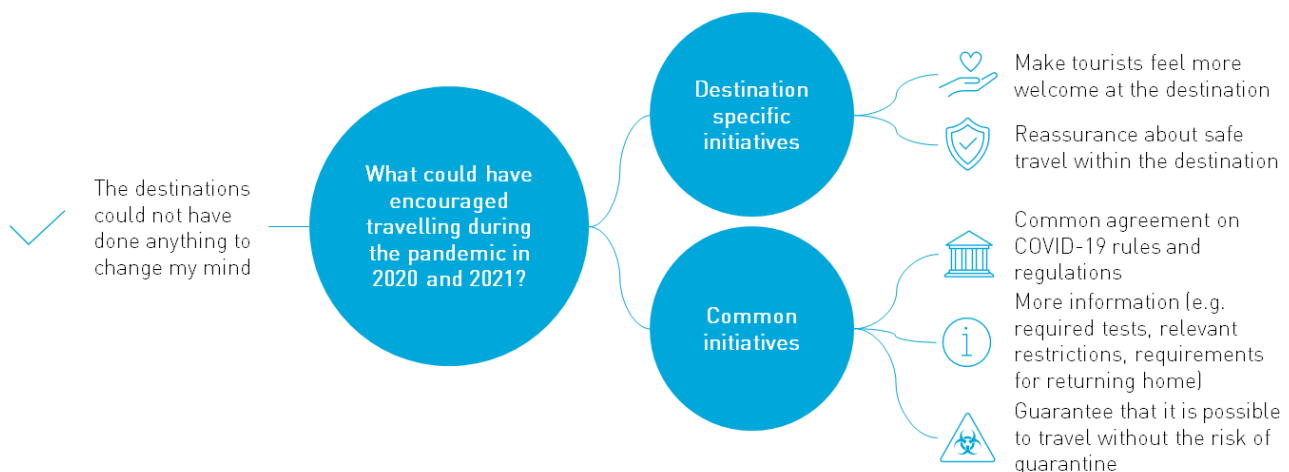 The destinations
could not have
done anything to
change my mind
What could have
encouraged
travelling during
the pandemic in
2020 and 2021?
Destination
specific
initiatives
Make tourists feel more
welcome at the destination
Reassurance about safe
travel within the destination
Common
initiatives
Common agreement on
COVID-19 rules and
regulations
More information (e.g.
required tests, relevant
restrictions, requirements
for returning home)
Guarantee that it is possible
to travel without the risk of
quarantine